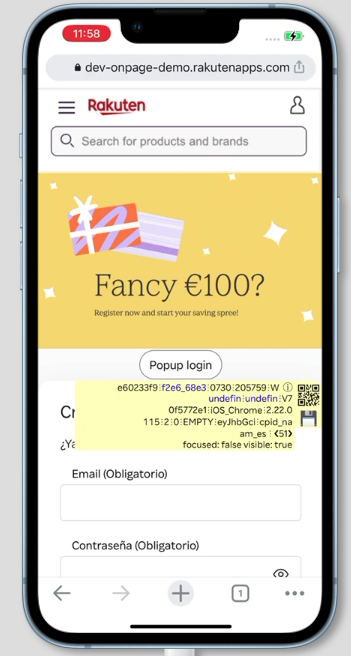 11:58
dev-onpage-demo.rakutenapps.com
Rakuten
Search for products and brands
Fancy €100?
Register now and start your saving spree!
Popup login
e60233f9:f2e6_68e3:0730:205759:W ⓘ
undefin:undefin:V7
0f5772e1:iOS_Chrome:2.22.0
115:2:0:EMPTY:eyJhbGci:cpid_na
am_es : ❮51❯
focused: false visible: true
Cr
¿Ya
Email (Obligatorio)
Contraseña (Obligatorio)
1